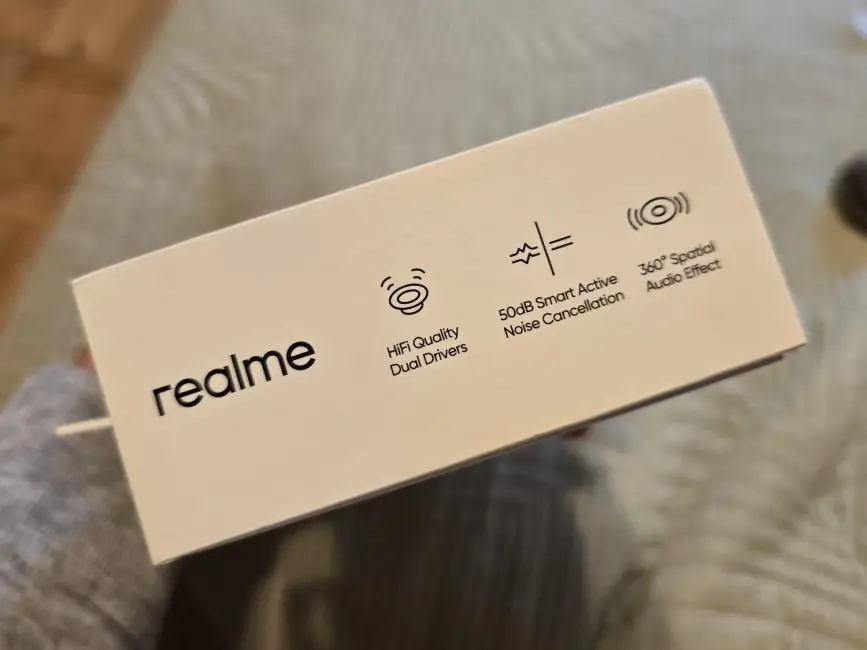 realme
HiFi Quality
Dual Drivers
50dB Smart Active
Noise Cancellation
360° Spatial
Audio Effect